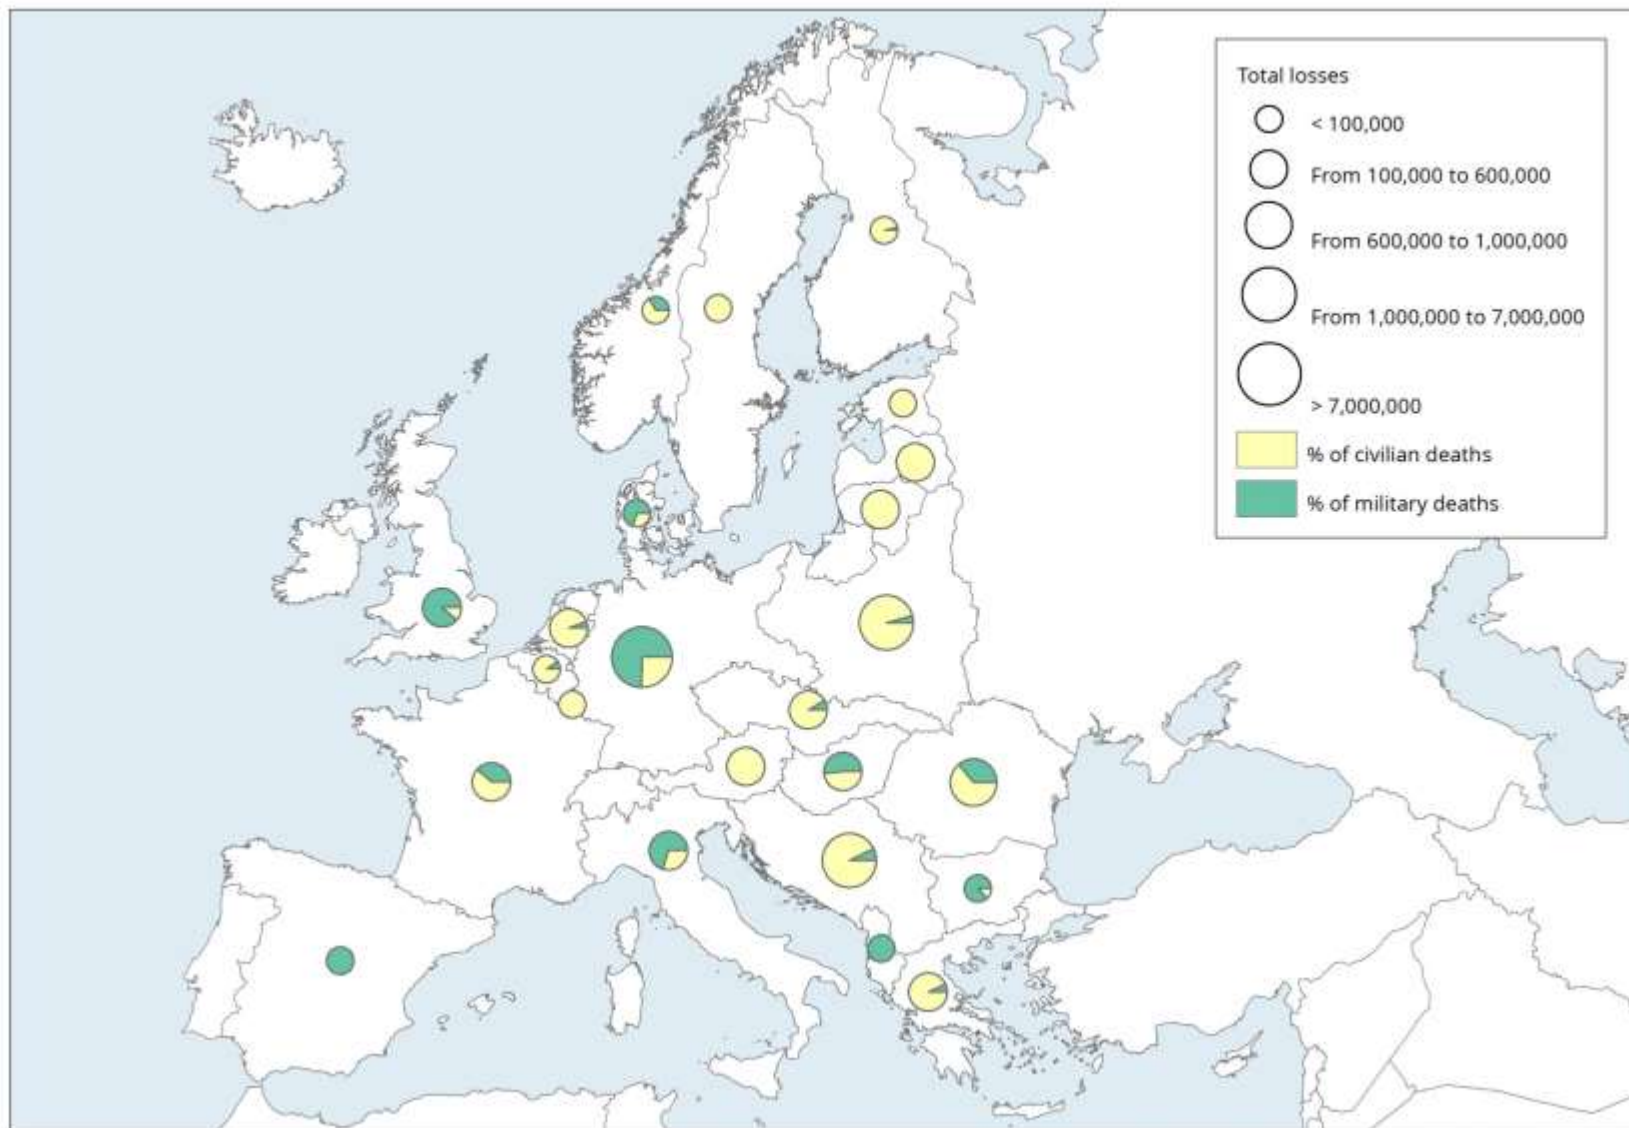 Total losses
< 100,000
From 100,000 to 600,000
From 600,000 to 1,000,000
From 1,000,000 to 7,000,000
> 7,000,000
% of civilian deaths
% of military deaths